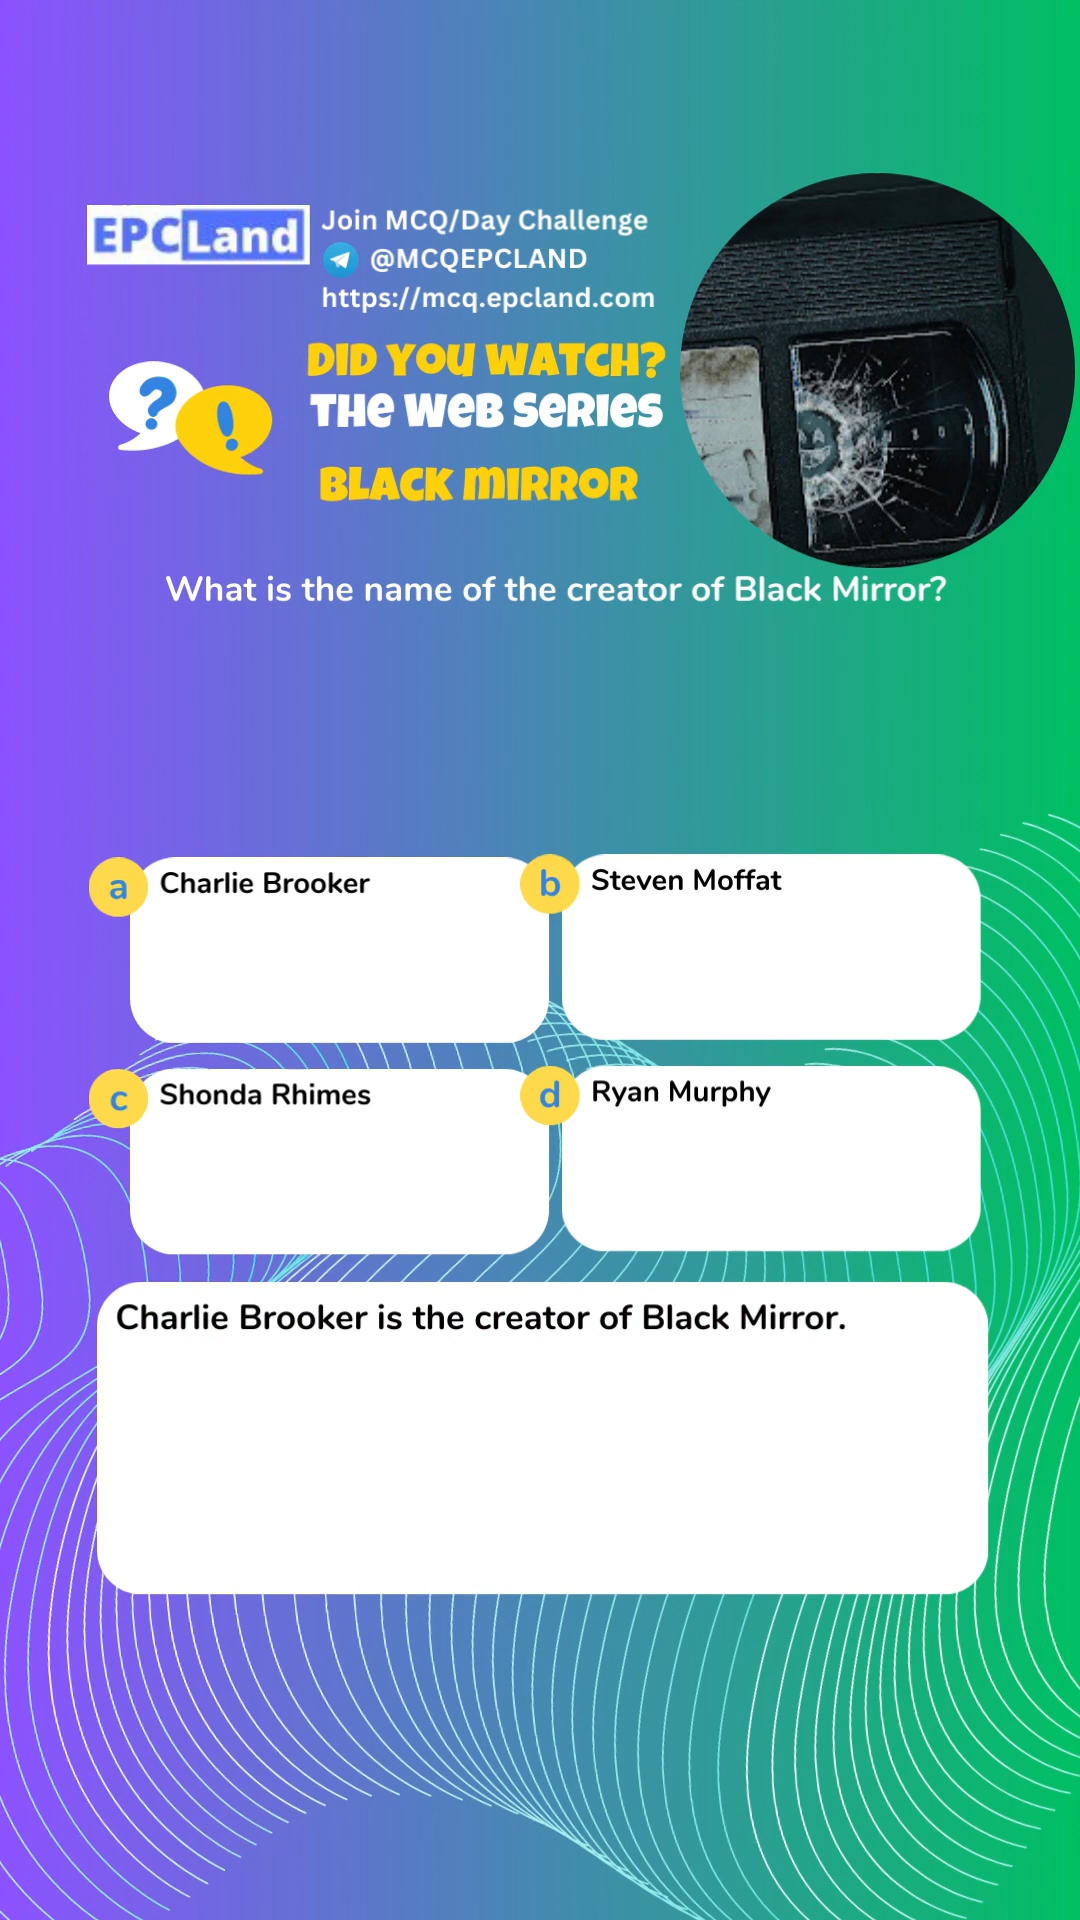 EPCLand
Join MCQ/Day Challenge
@MCQEPCLAND
https://mcq.epcland.com
DID YOU WATCH?
THE WEB SERIES
BLACK MIRROR
?
!
What is the name of the creator of Black Mirror?
a Charlie Brooker
b Steven Moffat
c Shonda Rhimes
d Ryan Murphy
Charlie Brooker is the creator of Black Mirror.